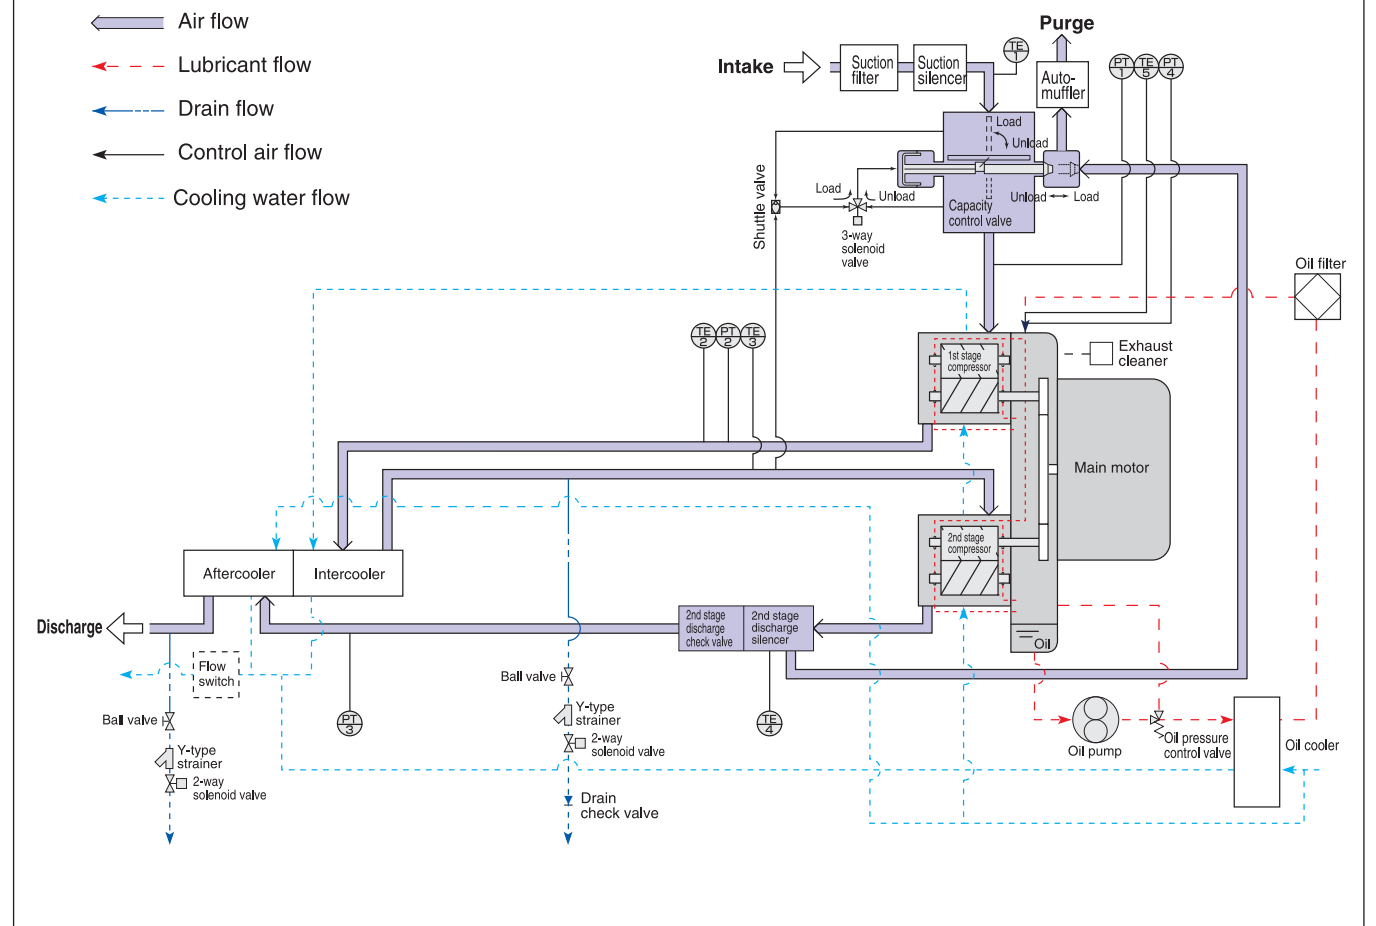 Air flow
Lubricant flow
Drain flow
Control air flow
Cooling water flow
Purge
Intake
Suction
filter
Suction
silencer
TE
1
Auto-
muffler
PT
1
TE
5
PT
4
Load
Unload
Shuttle valve
Load
Unload
3-way
solenoid
valve
Capacity
control valve
Unload
Load
Oil filter
TE
2
PT
2
TE
3
1st stage
compressor
Exhaust
cleaner
Main motor
2nd stage
compressor
Aftercooler
Intercooler
Discharge
2nd stage
discharge
check valve
2nd stage
discharge
silencer
Oil
Flow
switch
Ball valve
Y-type
strainer
2-way
solenoid valve
PT
3
Ball valve
Y-type
strainer
2-way
solenoid valve
Drain
check valve
TE
4
Oil pump
Oil pressure
control valve
Oil cooler